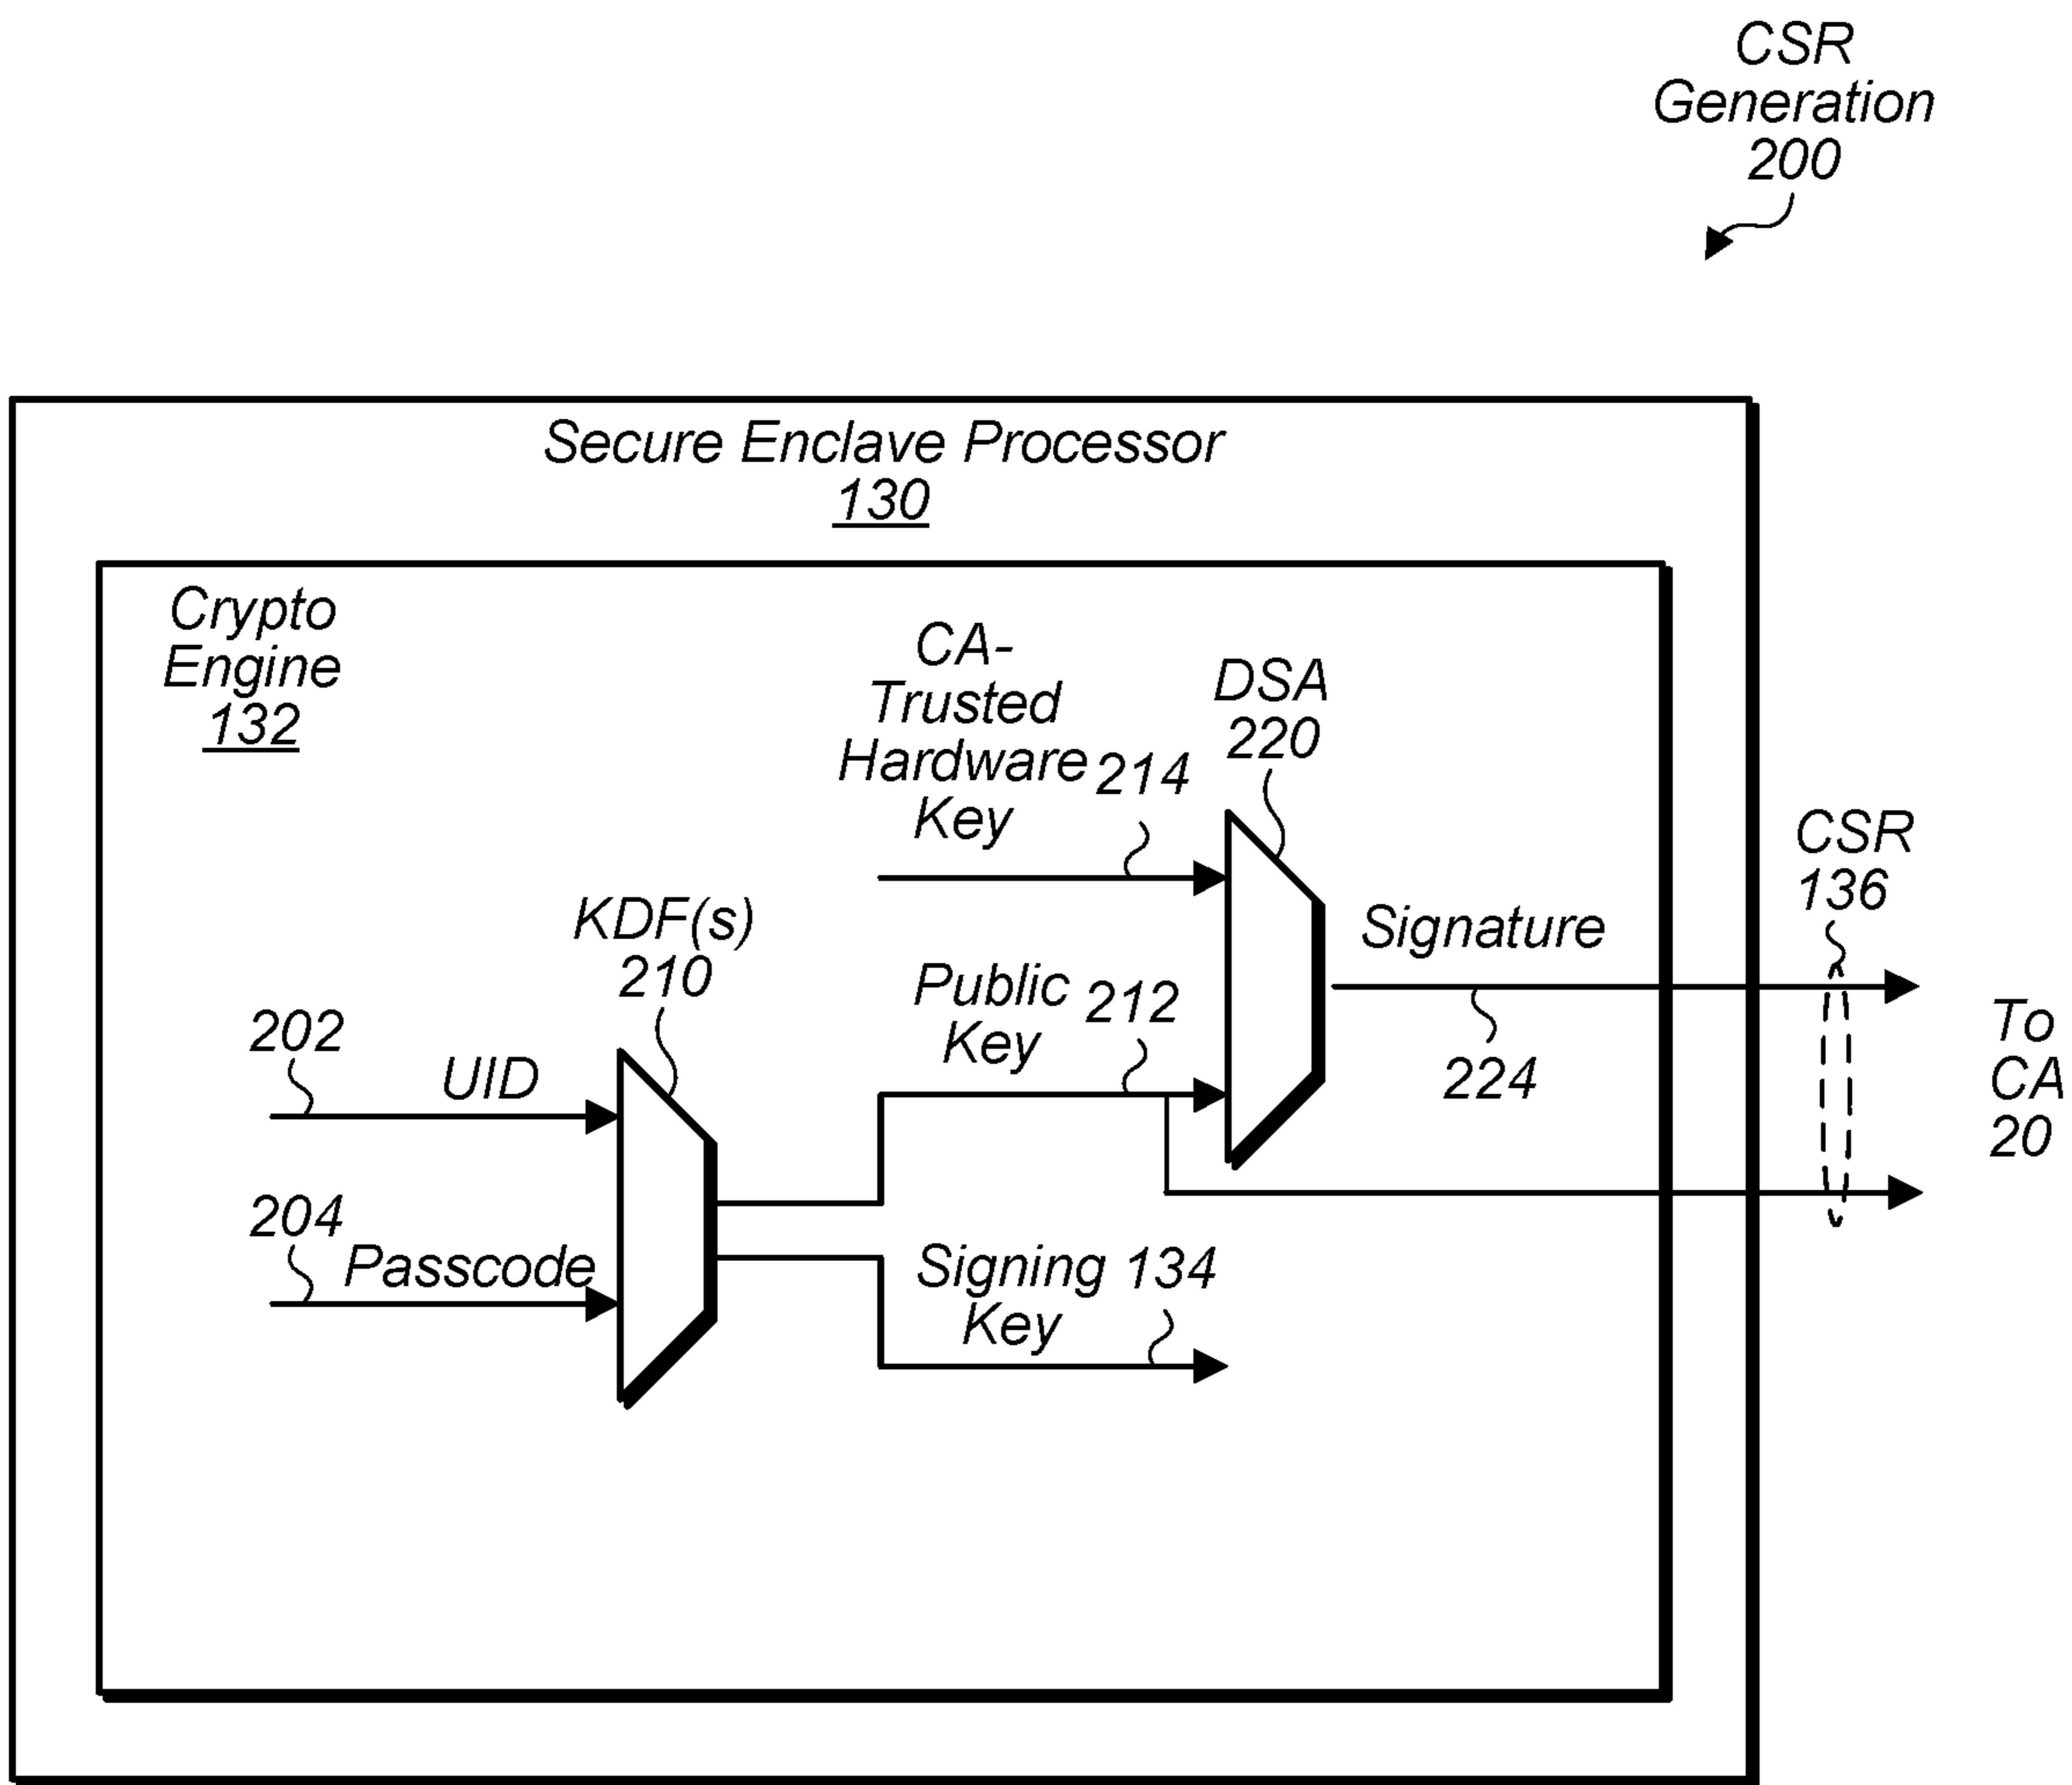 CSR
Generation
200
Secure Enclave Processor
130
Crypto
Engine
132
CA-
Trusted
Hardware
Key
214
DSA
220
CSR
136
KDF(s)
210
Signature
224
Public
Key
212
202
UID
To
CA
20
204
Passcode
Signing
Key
134